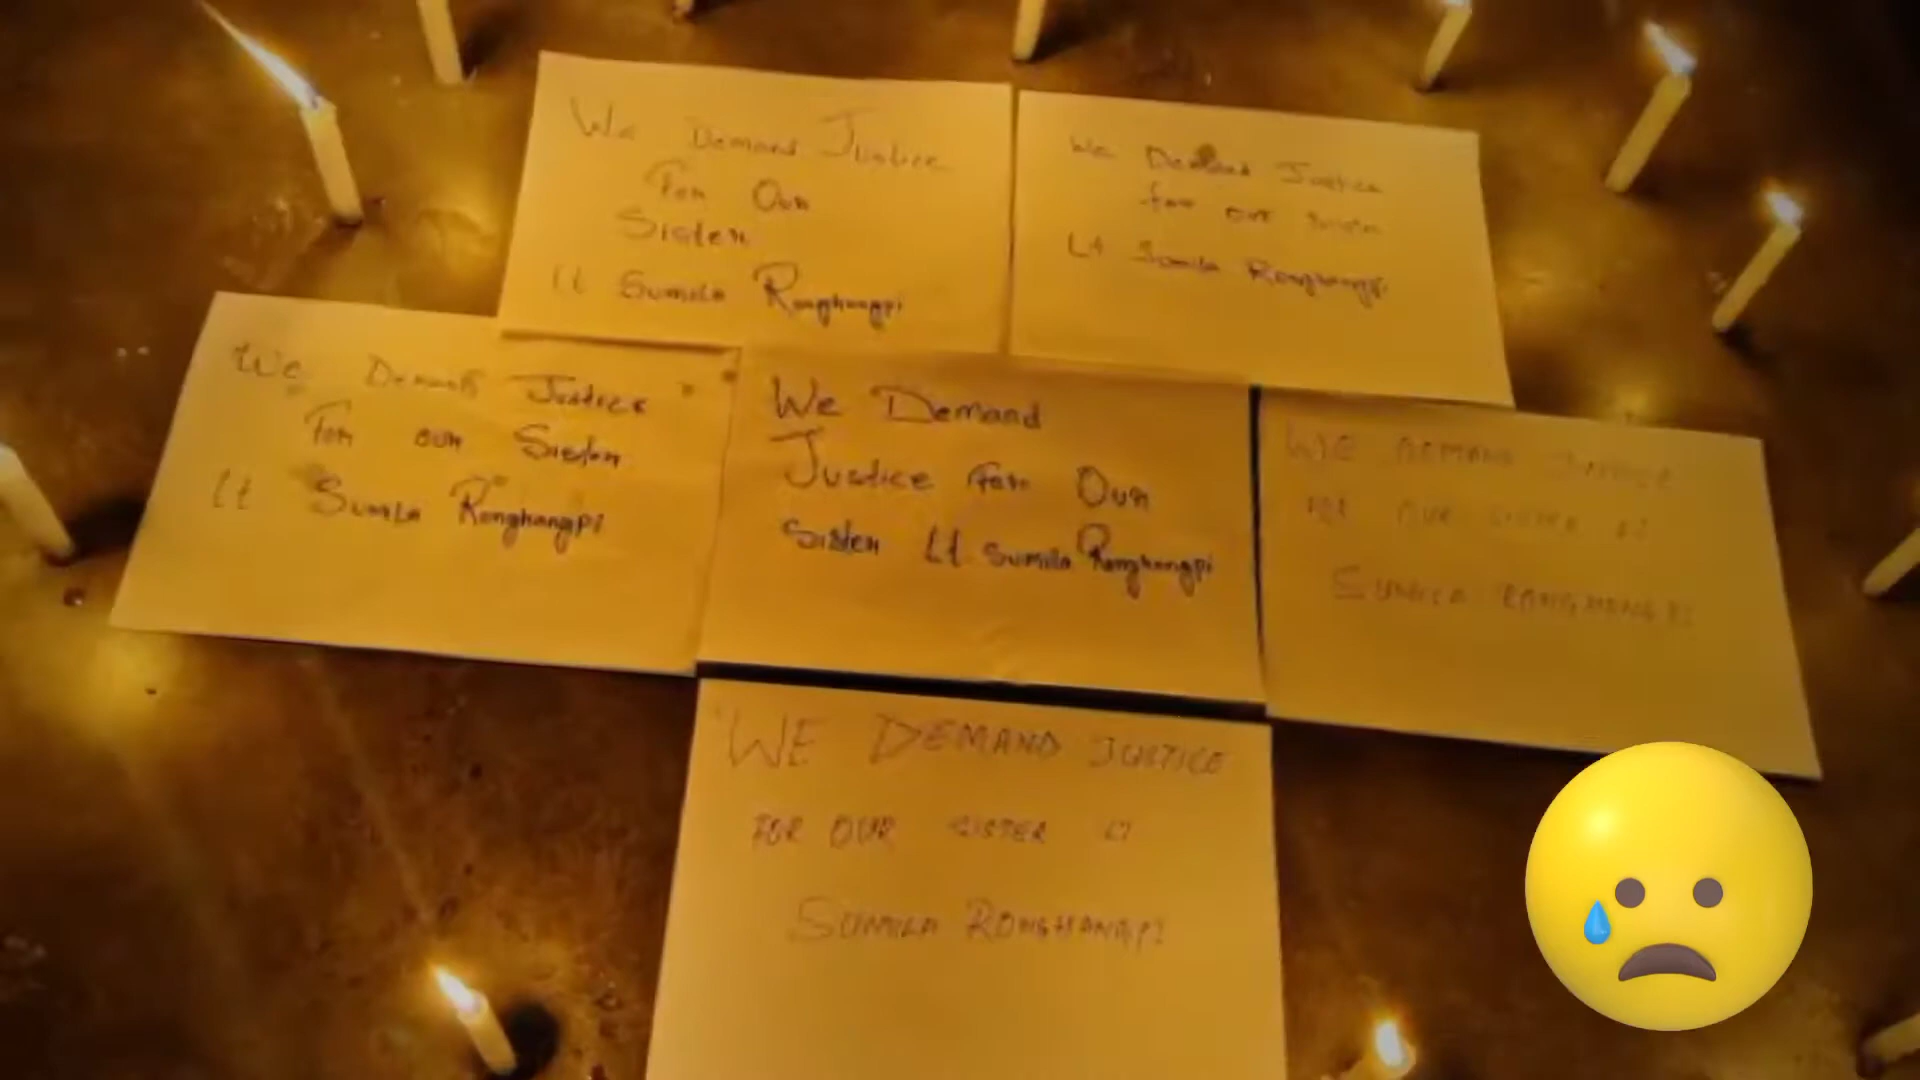 We Demand Justice
For Our
Sister
Lt Sumila Ronghangpi
We Demand Justice
for our sister
Lt Sumila Ronghangpi
We Demand Justice
For our Sister
Lt Sumila Ronghangpi
We Demand
Justice For Our
Sister Lt Sumila Ronghangpi
WE DEMAND JUSTICE
FOR OUR SISTER LT
SUMILA RONGHANGPI
WE DEMAND JUSTICE
FOR OUR SISTER LT
SUMILA RONGHANGPI